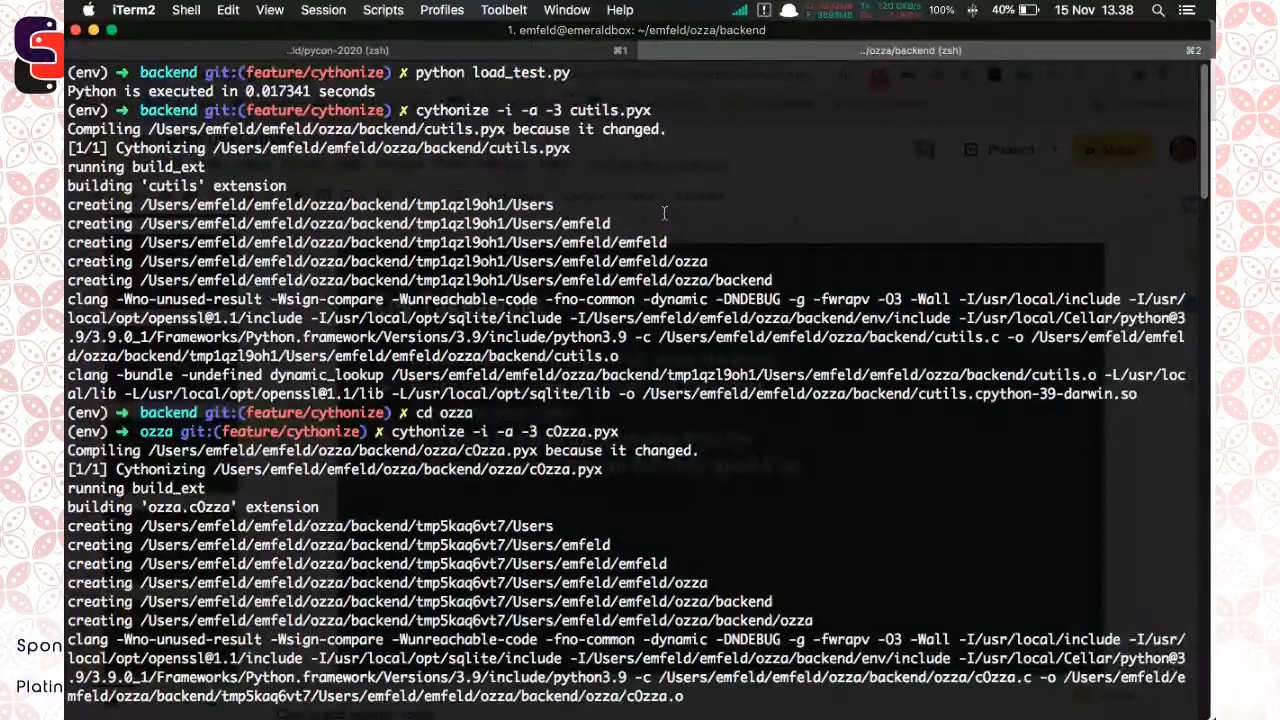 iTerm2 Shell Edit View Session Scripts Profiles Toolbelt Window Help 100% 40% 15 Nov 13.38
1. emfeld@emeraldbox: ~/emfeld/ozza/backend
..ld/pycon-2020 (zsh) ⌘1 ../ozza/backend (zsh) ⌘2
(env) ➜ backend git:(feature/cythonize) ✗ python load_test.py
Python is executed in 0.017341 seconds
(env) ➜ backend git:(feature/cythonize) ✗ cythonize -i -a -3 cutils.pyx
Compiling /Users/emfeld/emfeld/ozza/backend/cutils.pyx because it changed.
[1/1] Cythonizing /Users/emfeld/emfeld/ozza/backend/cutils.pyx
running build_ext
building 'cutils' extension
creating /Users/emfeld/emfeld/ozza/backend/tmp1qzl9oh1/Users
creating /Users/emfeld/emfeld/ozza/backend/tmp1qzl9oh1/Users/emfeld
creating /Users/emfeld/emfeld/ozza/backend/tmp1qzl9oh1/Users/emfeld/emfeld
creating /Users/emfeld/emfeld/ozza/backend/tmp1qzl9oh1/Users/emfeld/emfeld/ozza
creating /Users/emfeld/emfeld/ozza/backend/tmp1qzl9oh1/Users/emfeld/emfeld/ozza/backend
clang -Wno-unused-result -Wsign-compare -Wunreachable-code -fno-common -dynamic -DNDEBUG -g -fwrapv -O3 -Wall -I/usr/local/include -I/usr/
local/opt/openssl@1.1/include -I/usr/local/opt/sqlite/include -I/Users/emfeld/emfeld/ozza/backend/env/include -I/usr/local/Cellar/python@3
.9/3.9.0_1/Frameworks/Python.framework/Versions/3.9/include/python3.9 -c /Users/emfeld/emfeld/ozza/backend/cutils.c -o /Users/emfeld/emfel
d/ozza/backend/tmp1qzl9oh1/Users/emfeld/emfeld/ozza/backend/cutils.o
clang -bundle -undefined dynamic_lookup /Users/emfeld/emfeld/ozza/backend/tmp1qzl9oh1/Users/emfeld/emfeld/ozza/backend/cutils.o -L/usr/loc
al/lib -L/usr/local/opt/openssl@1.1/lib -L/usr/local/opt/sqlite/lib -o /Users/emfeld/emfeld/ozza/backend/cutils.cpython-39-darwin.so
(env) ➜ backend git:(feature/cythonize) ✗ cd ozza
(env) ➜ ozza git:(feature/cythonize) ✗ cythonize -i -a -3 cOzza.pyx
Compiling /Users/emfeld/emfeld/ozza/backend/ozza/cOzza.pyx because it changed.
[1/1] Cythonizing /Users/emfeld/emfeld/ozza/backend/ozza/cOzza.pyx
running build_ext
building 'ozza.cOzza' extension
creating /Users/emfeld/emfeld/ozza/backend/tmp5kaq6vt7/Users
creating /Users/emfeld/emfeld/ozza/backend/tmp5kaq6vt7/Users/emfeld
creating /Users/emfeld/emfeld/ozza/backend/tmp5kaq6vt7/Users/emfeld/emfeld
creating /Users/emfeld/emfeld/ozza/backend/tmp5kaq6vt7/Users/emfeld/emfeld/ozza
creating /Users/emfeld/emfeld/ozza/backend/tmp5kaq6vt7/Users/emfeld/emfeld/ozza/backend
creating /Users/emfeld/emfeld/ozza/backend/tmp5kaq6vt7/Users/emfeld/emfeld/ozza/backend/ozza
clang -Wno-unused-result -Wsign-compare -Wunreachable-code -fno-common -dynamic -DNDEBUG -g -fwrapv -O3 -Wall -I/usr/local/include -I/usr/
local/opt/openssl@1.1/include -I/usr/local/opt/sqlite/include -I/Users/emfeld/emfeld/ozza/backend/env/include -I/usr/local/Cellar/python@3
.9/3.9.0_1/Frameworks/Python.framework/Versions/3.9/include/python3.9 -c /Users/emfeld/emfeld/ozza/backend/ozza/cOzza.c -o /Users/emfeld/e
mfeld/ozza/backend/tmp5kaq6vt7/Users/emfeld/emfeld/ozza/backend/ozza/cOzza.o
Present
Spon
Platin